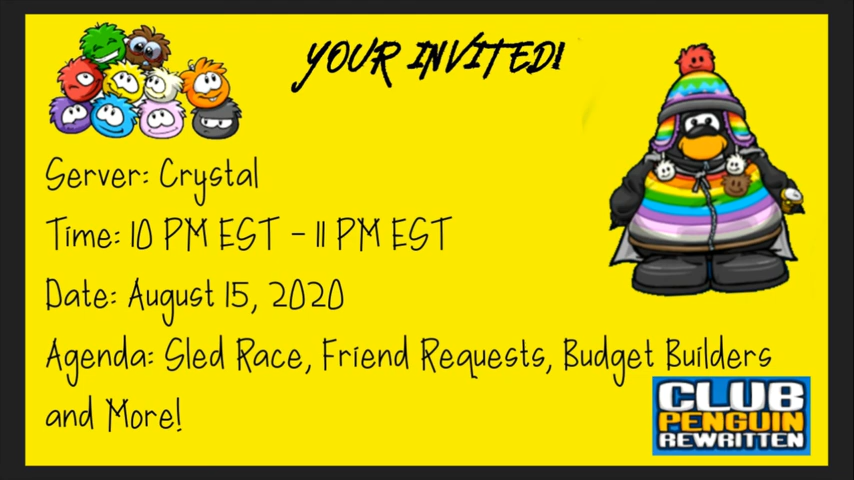 YOUR INVITED!
Server: Crystal
Time: 10 PM EST - 11 PM EST
Date: August 15, 2020
Agenda: Sled Race, Friend Requests, Budget Builders
and More!
CLUB
PENGUIN
REWRITTEN